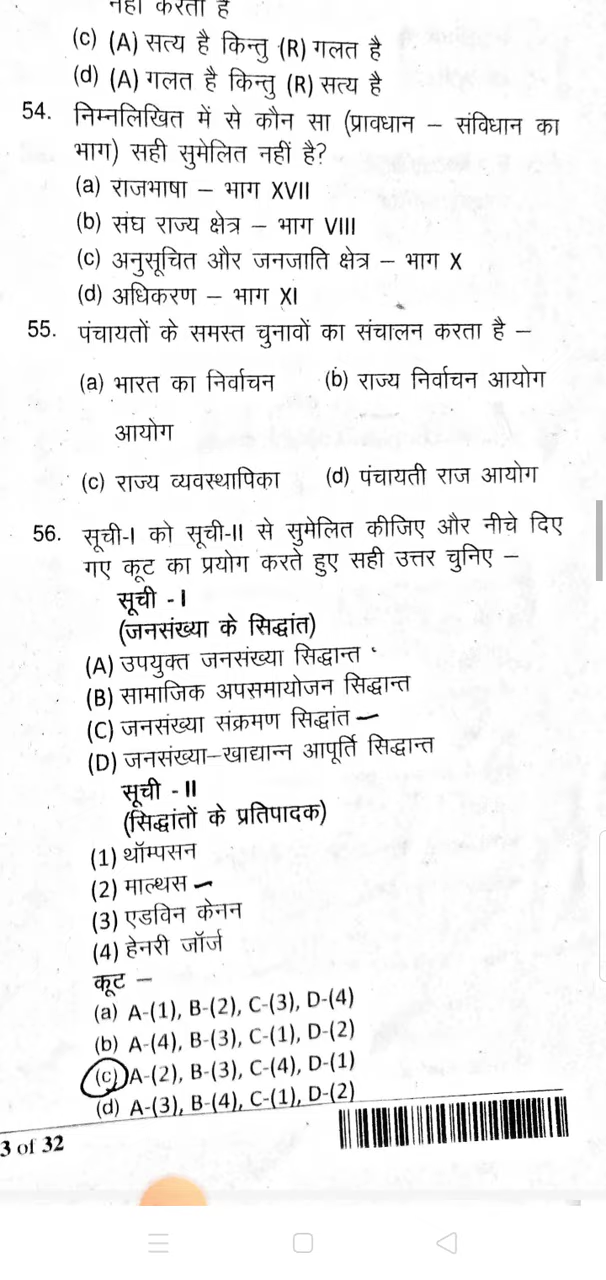 नहीं करता है
(c) (A) सत्य है किन्तु (R) गलत है
(d) (A) गलत है किन्तु (R) सत्य है
54. निम्नलिखित में से कौन सा (प्रावधान – संविधान का
भाग) सही सुमेलित नहीं है?
(a) राजभाषा – भाग XVII
(b) संघ राज्य क्षेत्र – भाग VIII
(c) अनुसूचित और जनजाति क्षेत्र – भाग X
(d) अधिकरण – भाग XI
55. पंचायतों के समस्त चुनावों का संचालन करता है –
(a) भारत का निर्वाचन (b) राज्य निर्वाचन आयोग
आयोग
(c) राज्य व्यवस्थापिका (d) पंचायती राज आयोग
56. सूची-I को सूची-II से सुमेलित कीजिए और नीचे दिए
गए कूट का प्रयोग करते हुए सही उत्तर चुनिए –
सूची -I
(जनसंख्या के सिद्धांत)
(A) उपयुक्त जनसंख्या सिद्धान्त
(B) सामाजिक अपसमायोजन सिद्धान्त
(C) जनसंख्या संक्रमण सिद्धांत
(D) जनसंख्या–खाद्यान्न आपूर्ति सिद्धान्त
सूची -II
(सिद्धांतों के प्रतिपादक)
(1) थॉम्पसन
(2) माल्थस
(3) एडविन केनन
(4) हेनरी जॉर्ज
कूट –
(a) A-(1), B-(2), C-(3), D-(4)
(b) A-(4), B-(3), C-(1), D-(2)
(c) A-(2), B-(3), C-(4), D-(1)
(d) A-(3), B-(4), C-(1), D-(2)
3 of 32